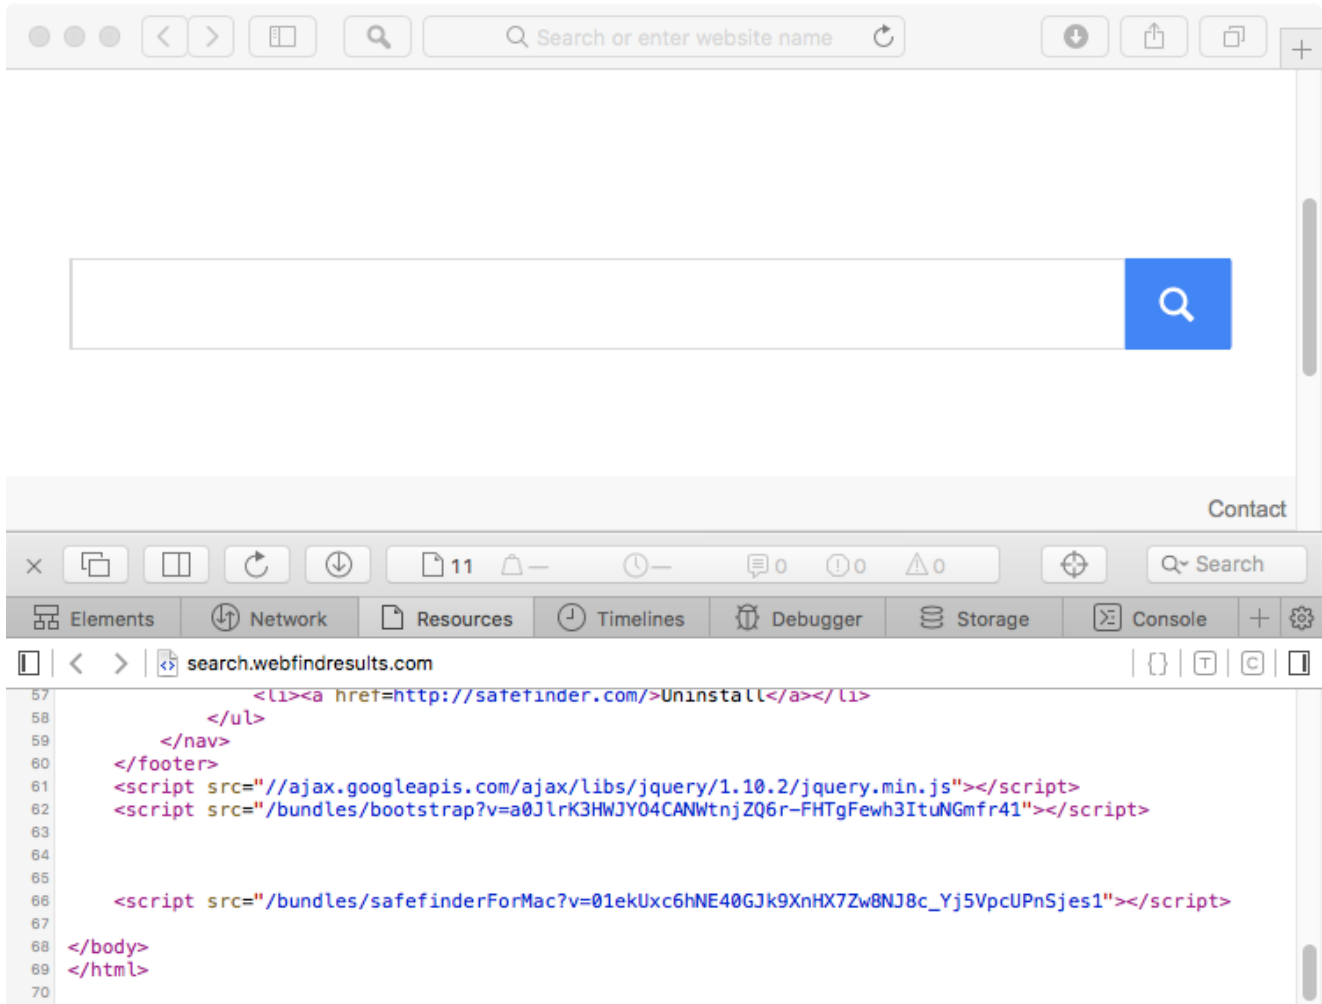 Search or enter website name
Contact
11 — — 0 0 0 Search
Elements Network Resources Timelines Debugger Storage Console
search.webfindresults.com {} T C
57 <li><a href=http://safefinder.com/>Uninstall</a></li>
58 </ul>
59 </nav>
60 </footer>
61 <script src="//ajax.googleapis.com/ajax/libs/jquery/1.10.2/jquery.min.js"></script>
62 <script src="/bundles/bootstrap?v=a0JlrK3HWJYO4CANWtnjZQ6r-FHTgFewh3ItuNGmfr41"></script>
63
64
65
66 <script src="/bundles/safefinderForMac?v=01ekUxc6hNE40GJk9XnHX7Zw8NJ8c_Yj5VpcUPnSjes1"></script>
67
68 </body>
69 </html>
70